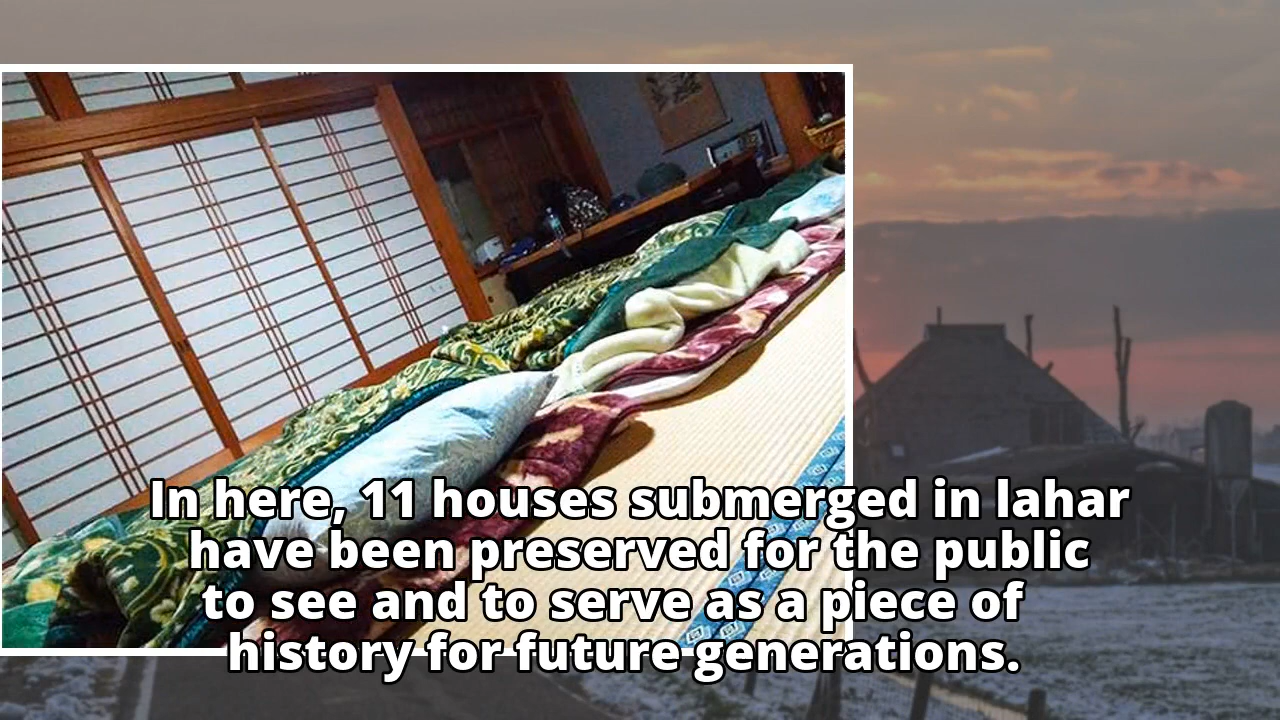 In here, 11 houses submerged in lahar
have been preserved for the public
to see and to serve as a piece of
history for future generations.